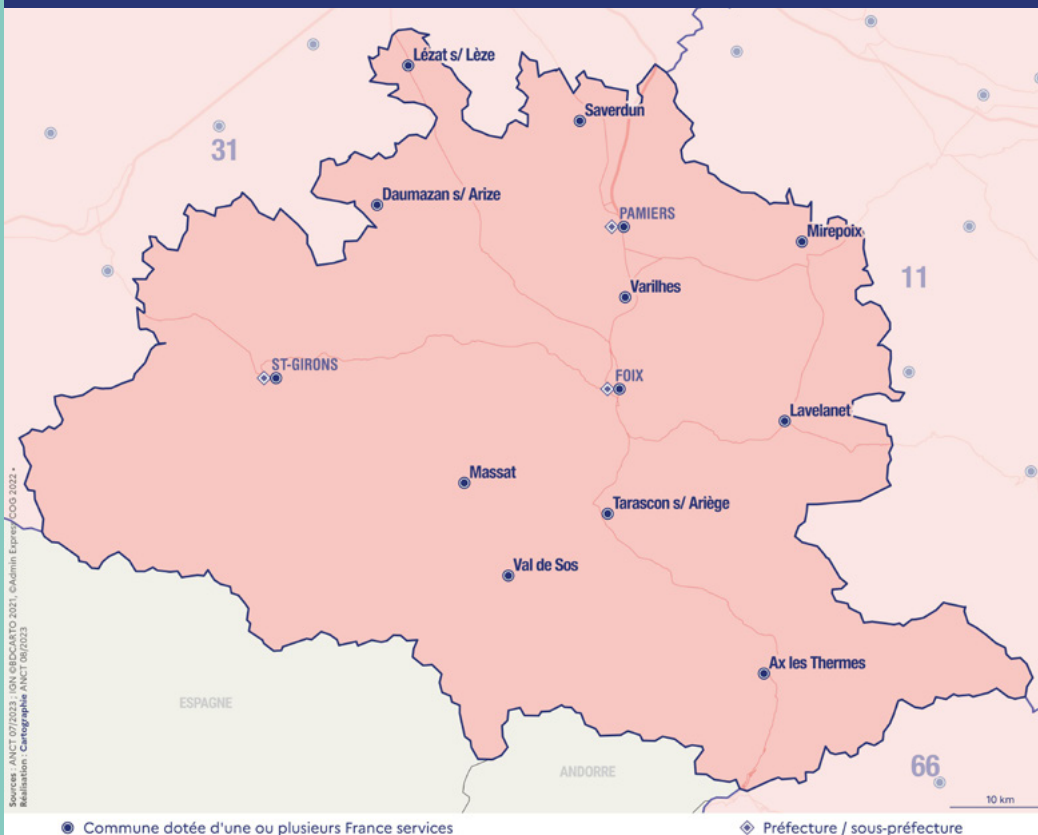 Lézat s/ Lèze
Saverdun
31
Daumazan s/ Arize
PAMIERS
Mirepoix
11
Varilhes
ST-GIRONS
FOIX
Lavelanet
Massat
Tarascon s/ Ariège
Val de Sos
Ax les Thermes
ESPAGNE
ANDORRE
66
10 km
Sources : ANCT 07/2023 ; IGN ©BDCARTO 2021, ©Admin Express COG 2022 •
Réalisation : Cartographie ANCT 08/2023
Commune dotée d'une ou plusieurs France services
Préfecture / sous-préfecture